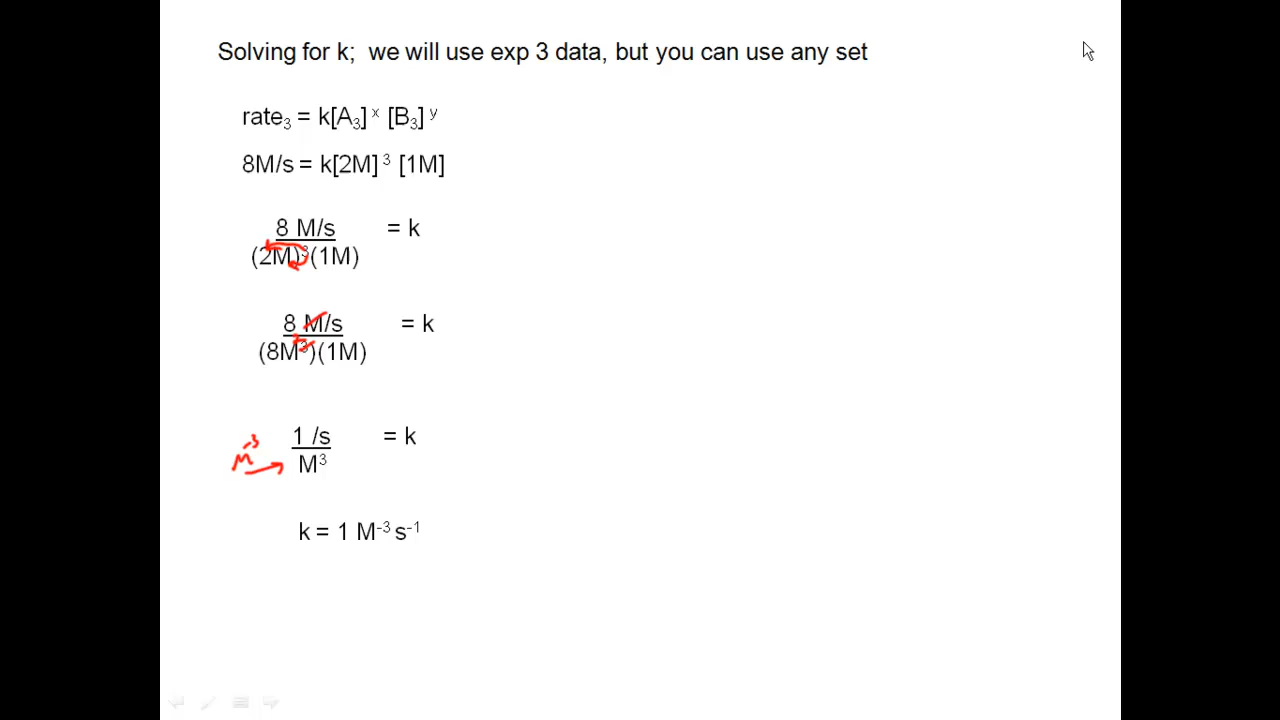 Solving for k;  we will use exp 3 data, but you can use any set
rate₃ = k[A₃] ˣ [B₃] ʸ
8M/s = k[2M] ³ [1M]
8 M/s = k
(2M)³(1M)
8 M/s = k
(8M³)(1M)
1 /s = k
M⁻³
M³
k = 1 M⁻³ s⁻¹